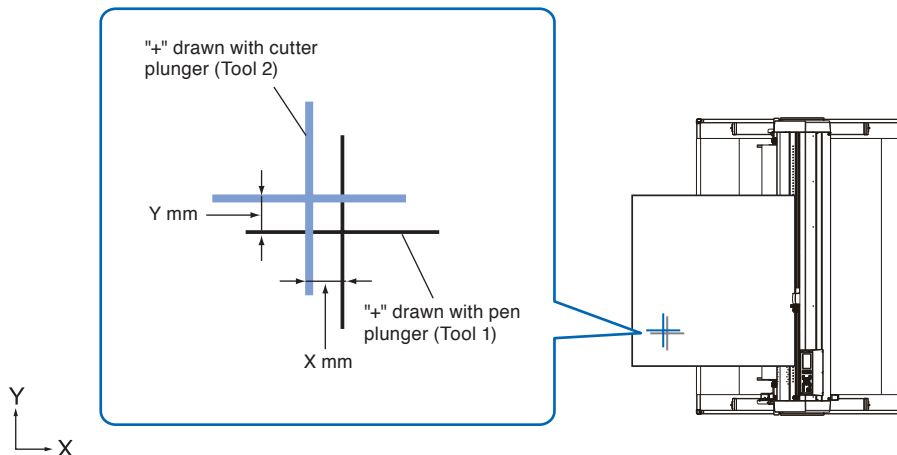 "+" drawn with cutter
plunger (Tool 2)
Y mm
"+" drawn with pen
plunger (Tool 1)
X mm
Y
X